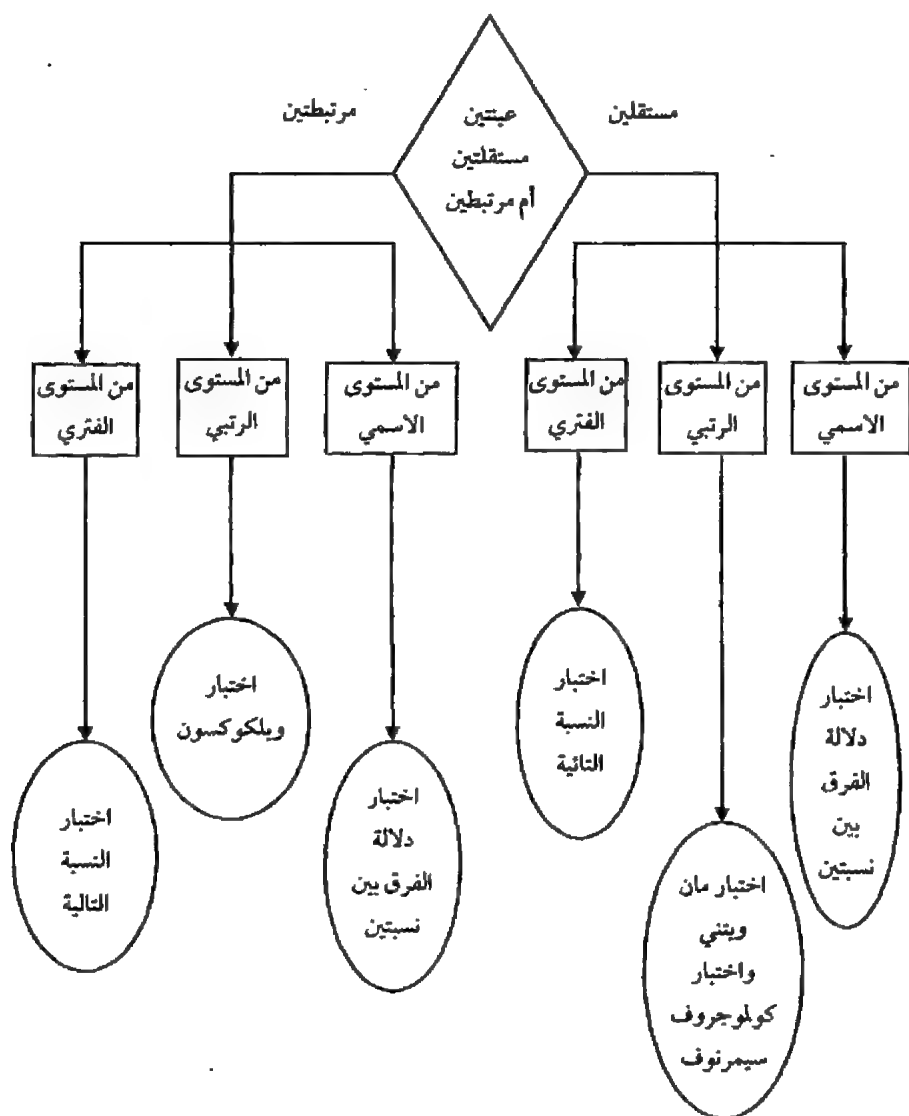 عينتين
مستقلتين
أم مرتبطين
مستقلين
مرتبطتين
من المستوى
الاسمي
من المستوى
الرتبي
من المستوى
الفتري
من المستوى
الاسمي
من المستوى
الرتبي
من المستوى
الفتري
اختبار
دلالة
الفرق
بين
نسبتين
اختبار مان
ويتني
واختبار
كولموجروف
سيمرنوف
اختبار
النسبة
التائية
اختبار
دلالة
الفرق بين
نسبتين
اختبار
ويلكوكسون
اختبار
النسبة
التالية